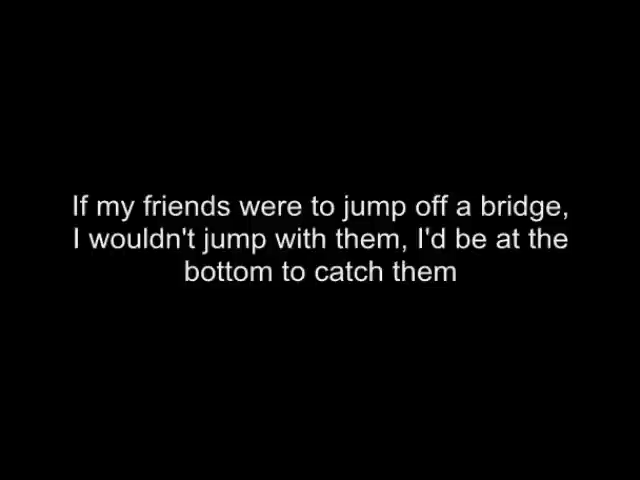 If my friends were to jump off a bridge,
I wouldn't jump with them, I'd be at the
bottom to catch them